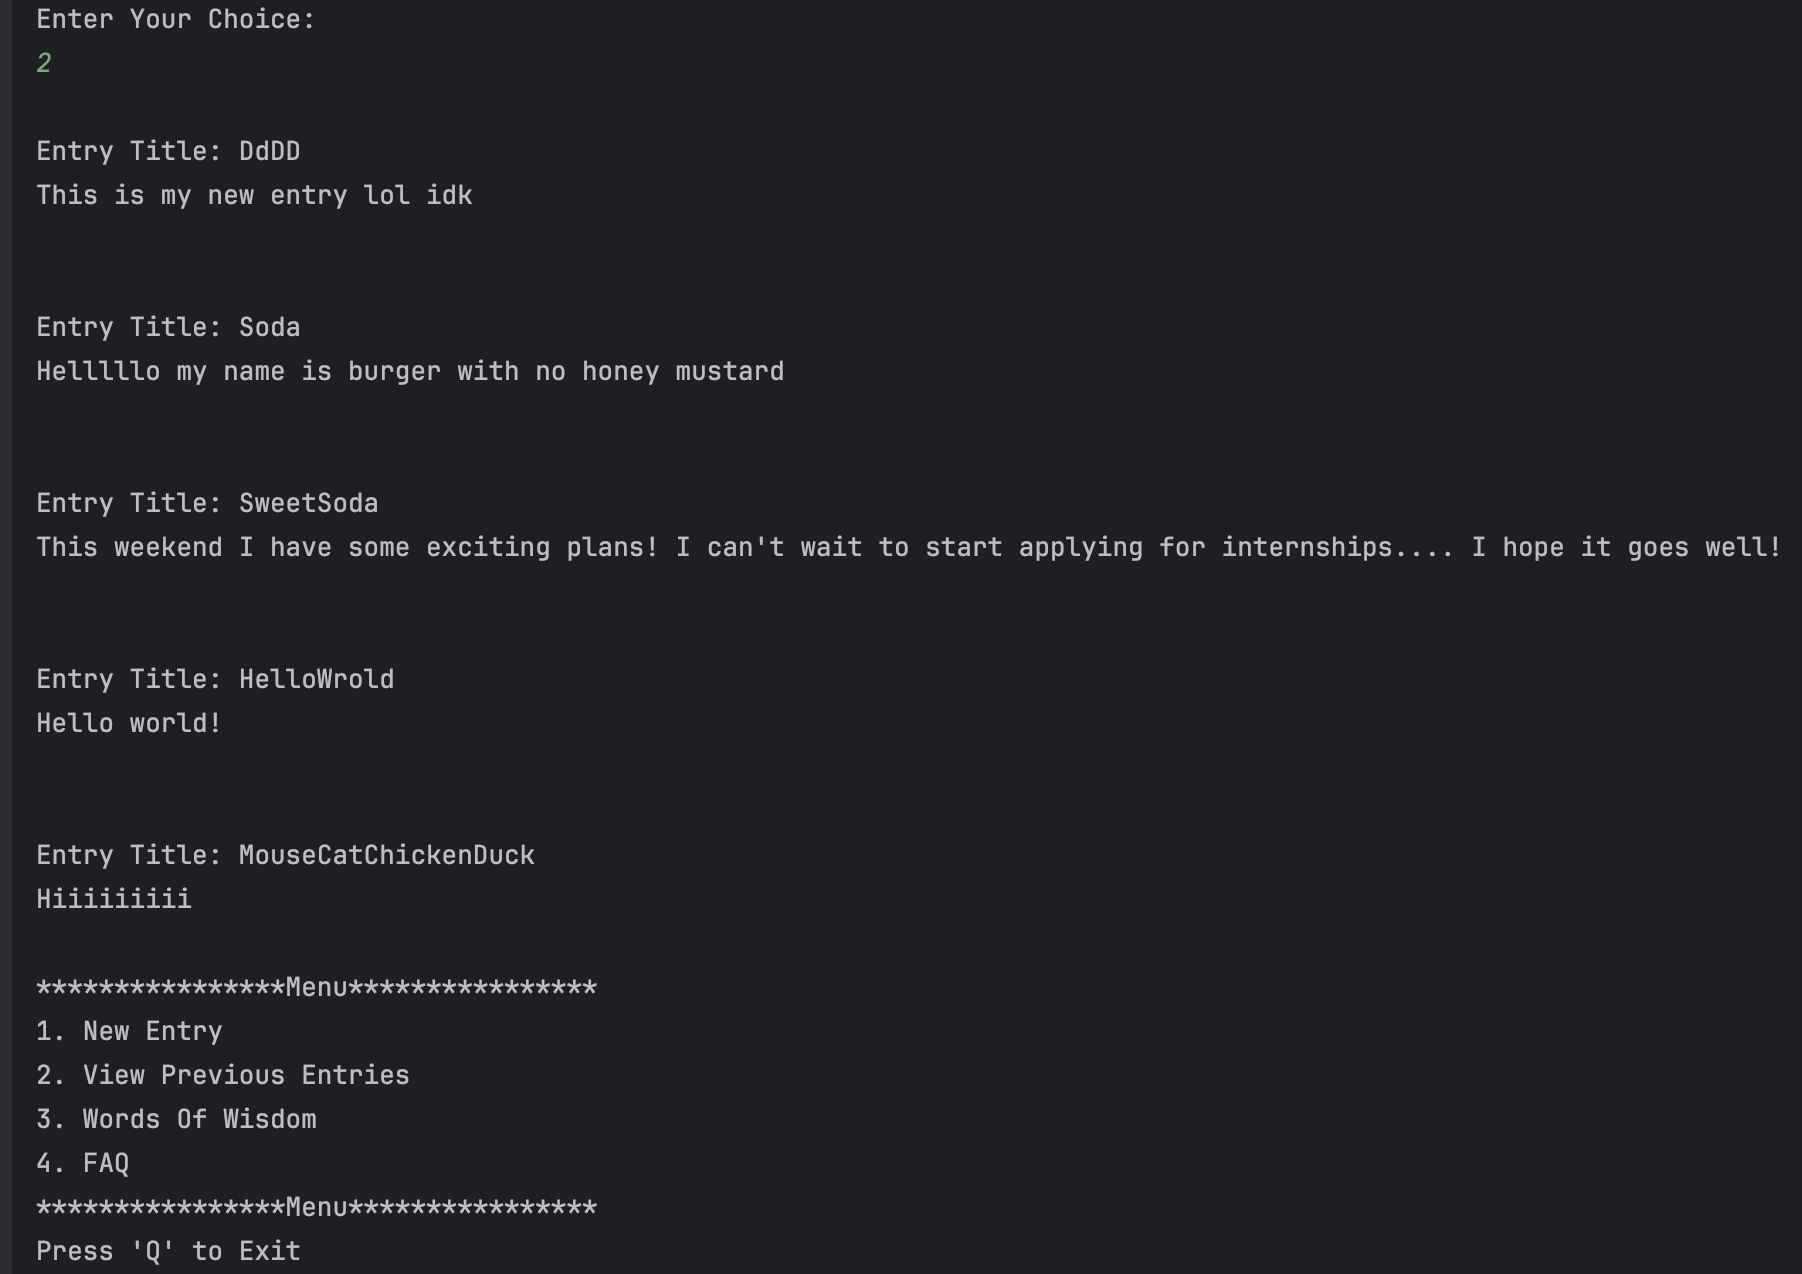 Enter Your Choice:
2
Entry Title: DdDD
This is my new entry lol idk
Entry Title: Soda
Helllllo my name is burger with no honey mustard
Entry Title: SweetSoda
This weekend I have some exciting plans! I can't wait to start applying for internships.... I hope it goes well!
Entry Title: HelloWrold
Hello world!
Entry Title: MouseCatChickenDuck
Hiiiiiiiii
****************Menu****************
1. New Entry
2. View Previous Entries
3. Words Of Wisdom
4. FAQ
****************Menu****************
Press 'Q' to Exit